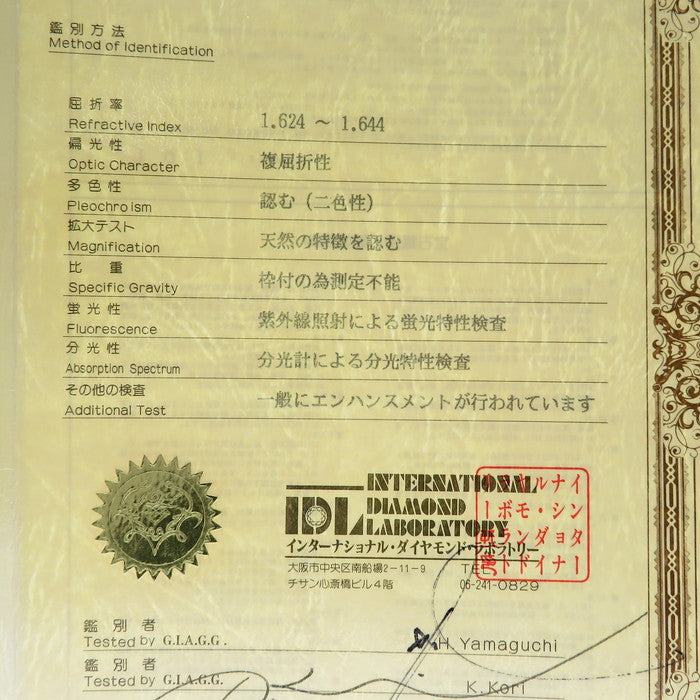 鑑別方法
Method of Identification
屈折率
Refractive Index 1.624 ~ 1.644
偏光性
Optic Character 複屈折性
多色性
Pleochroism 認む（二色性）
拡大テスト
Magnification 天然の特徴を認む
比 重
Specific Gravity 枠付の為測定不能
蛍光性
Fluorescence 紫外線照射による蛍光特性検査
分光性
Absorption Spectrum 分光計による分光特性検査
その他の検査
Additional Test 一般にエンハンスメントが行われています
IDL INTERNATIONAL
DIAMOND
LABORATORY
インターナショナル・ダイヤモンド・ラボラトリー
大阪市中央区南船場2-11-9 TEL
チサン心斎橋ビル4階 06-241-0829
鑑別者
Tested by G.I.A.G.G. H. Yamaguchi
鑑別者
Tested by G.I.A.G.G. K. Kori